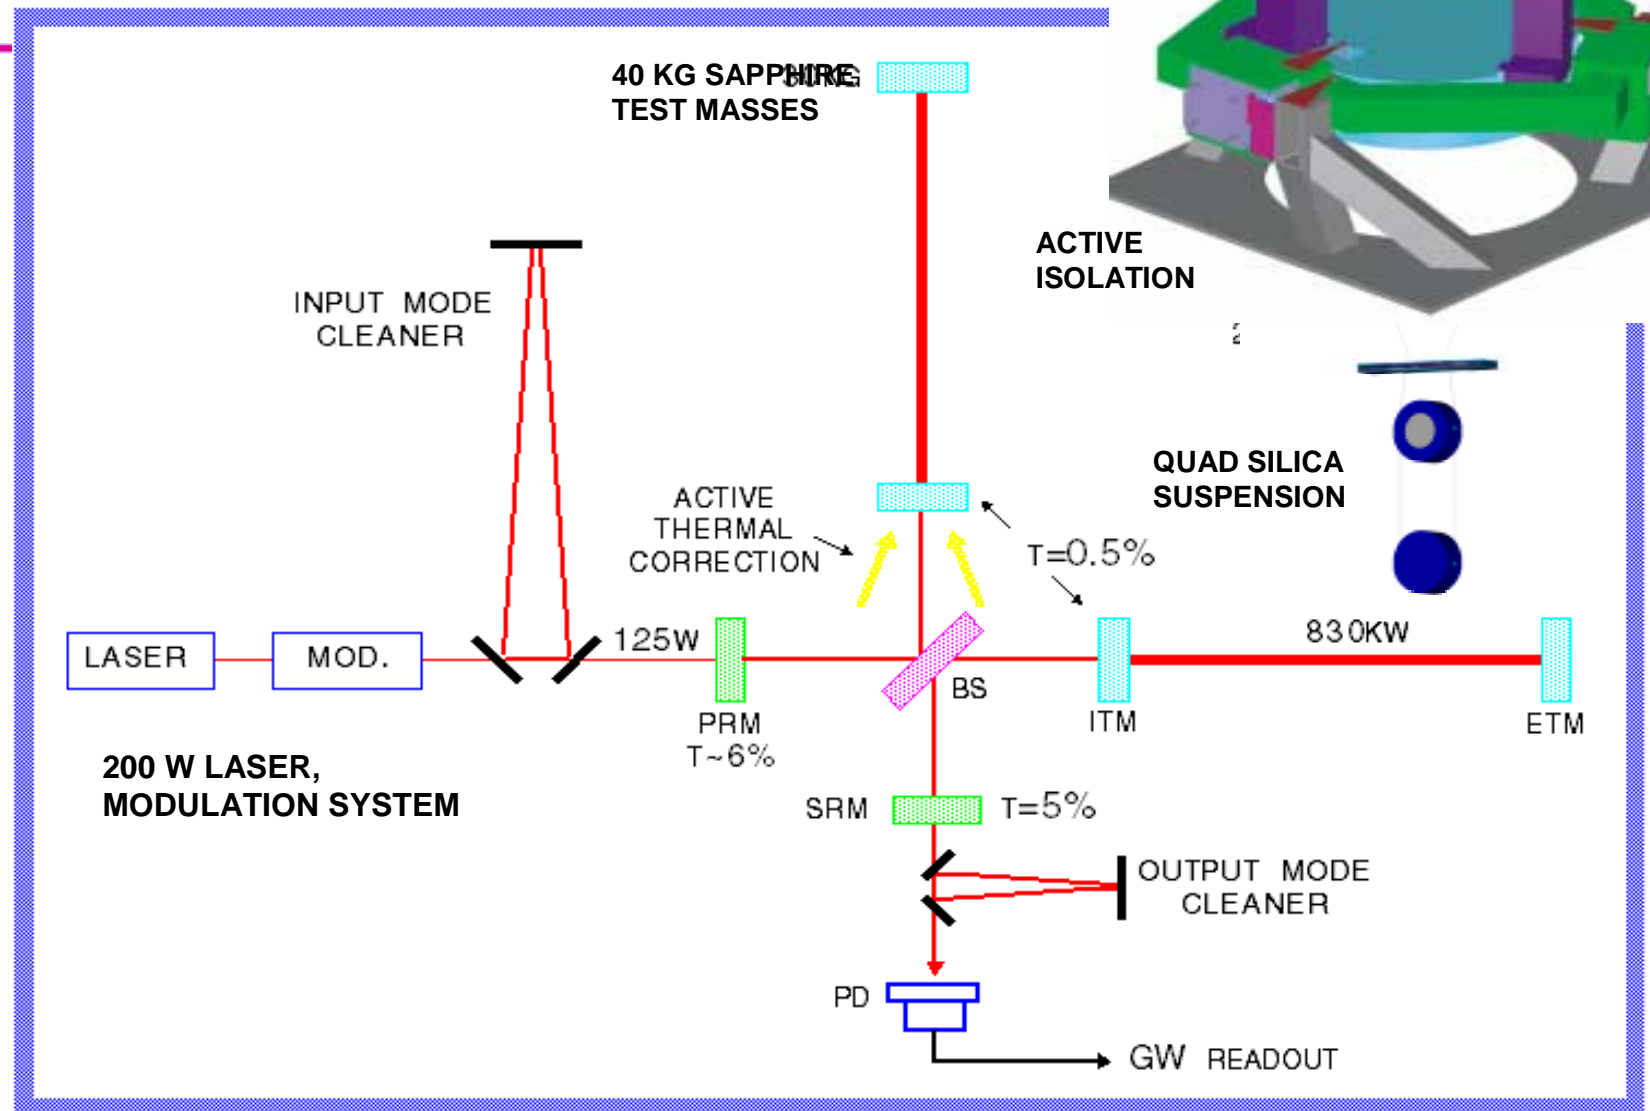 40 KG SAPPHIRE
TEST MASSES
ACTIVE
ISOLATION
INPUT MODE
CLEANER
QUAD SILICA
SUSPENSION
ACTIVE
THERMAL
CORRECTION
T=0.5%
LASER
MOD.
125W
830KW
BS
PRM
T~6%
ITM
ETM
200 W LASER,
MODULATION SYSTEM
SRM
T=5%
OUTPUT MODE
CLEANER
PD
GW READOUT